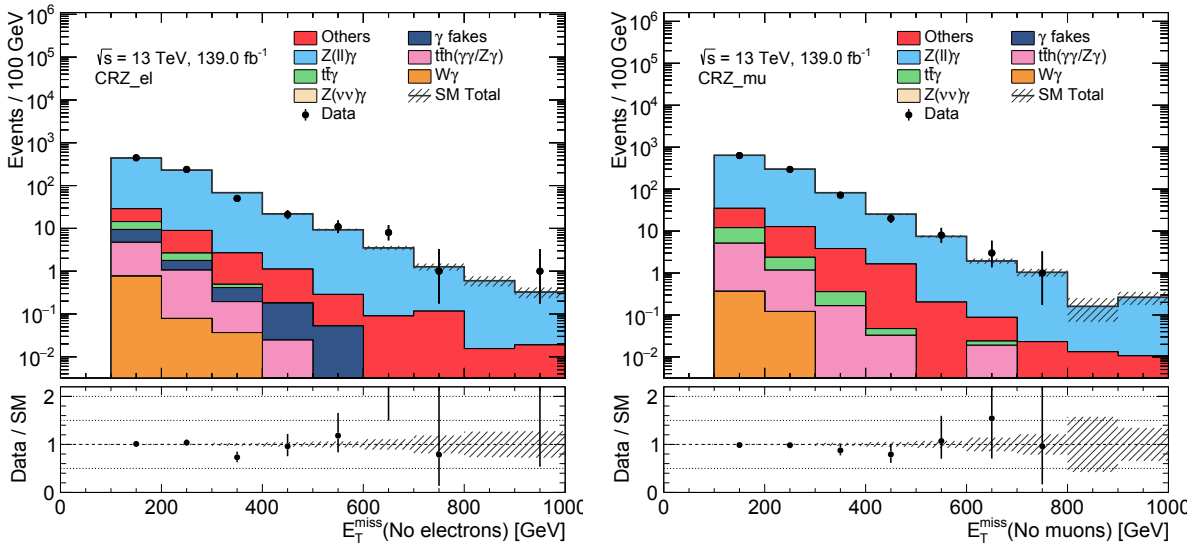 Events / 100 GeV
10⁶
10⁵
10⁴
10³
10²
10
1
10⁻¹
10⁻²
√s = 13 TeV, 139.0 fb⁻¹
CRZ_el
Others
Z(ll)γ
tt̄γ
Z(νν)γ
Data
γ fakes
tt̄h(γγ/Zγ)
Wγ
SM Total
Data / SM
2
1
0
0 200 400 600 800 1000
E_T^miss(No electrons) [GeV]
Events / 100 GeV
10⁶
10⁵
10⁴
10³
10²
10
1
10⁻¹
10⁻²
√s = 13 TeV, 139.0 fb⁻¹
CRZ_mu
Others
Z(ll)γ
tt̄γ
Z(νν)γ
Data
γ fakes
tt̄h(γγ/Zγ)
Wγ
SM Total
Data / SM
2
1
0
0 200 400 600 800 1000
E_T^miss(No muons) [GeV]